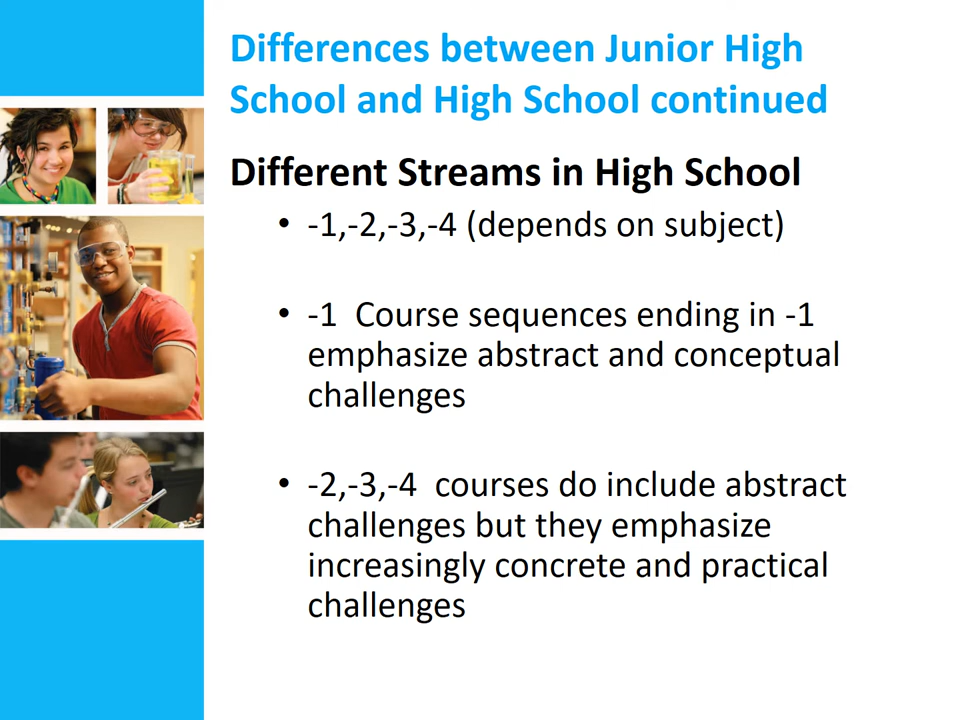 Differences between Junior High
School and High School continued
Different Streams in High School
• -1,-2,-3,-4 (depends on subject)
• -1  Course sequences ending in -1
emphasize abstract and conceptual
challenges
• -2,-3,-4  courses do include abstract
challenges but they emphasize
increasingly concrete and practical
challenges